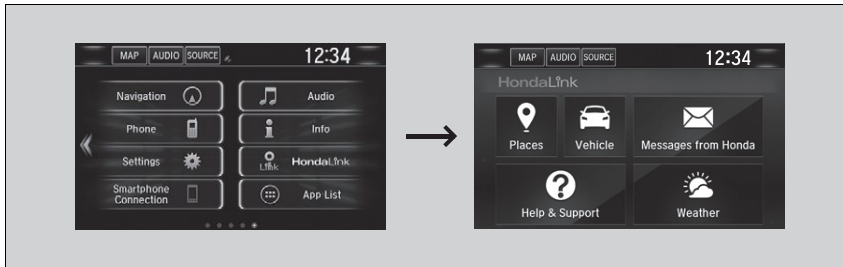 MAP AUDIO SOURCE 12:34
Navigation Audio
Phone Info
Settings Link HondaLink
Smartphone
Connection App List
MAP AUDIO SOURCE 12:34
HondaLink
Places Vehicle Messages from Honda
Help & Support Weather